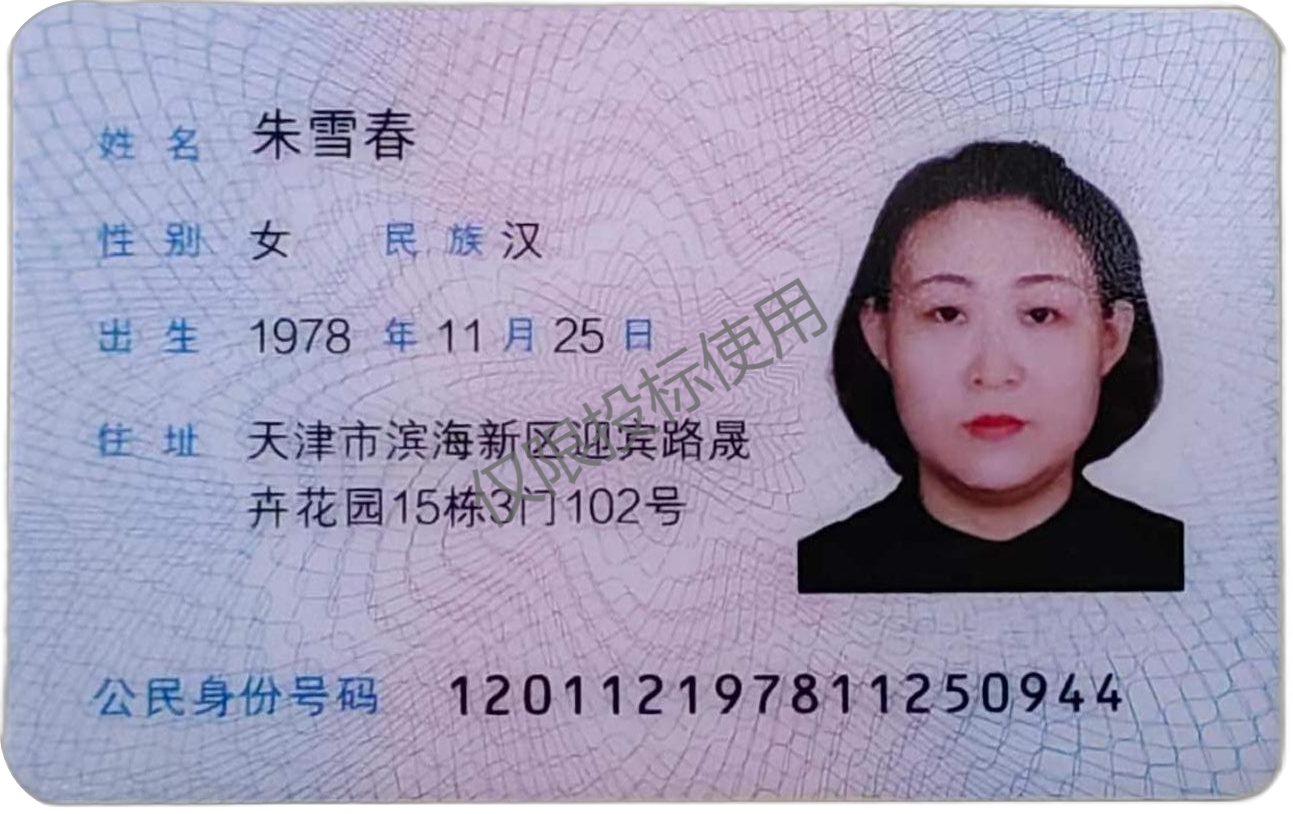 姓名 朱雪春
性别 女 民族 汉
出生 1978 年 11 月 25 日
住址 天津市滨海新区迎宾路晟
卉花园15栋3门102号
仅限投标使用
公民身份号码 120112197811250944